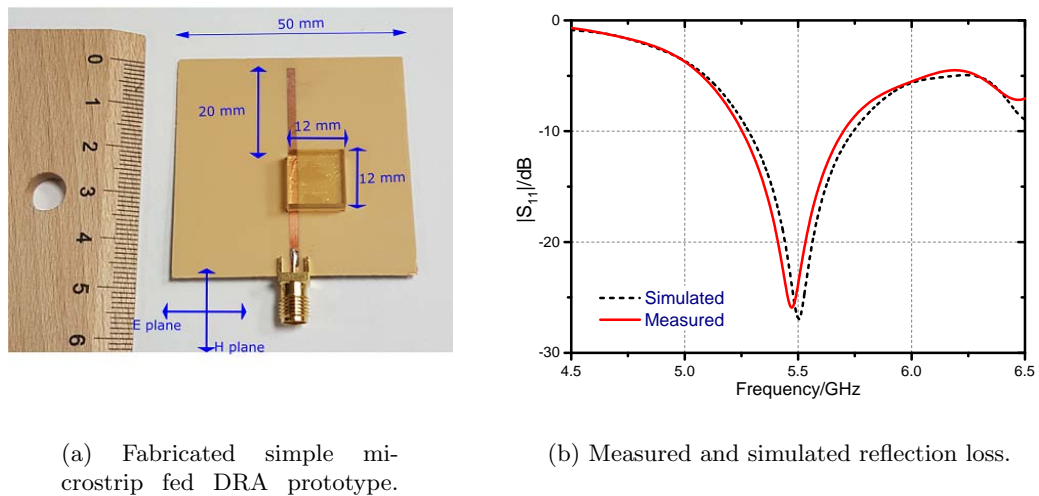 50 mm
20 mm
12 mm
12 mm
0
1
2
3
4
5
6
cm
E plane
H plane
0
-10
-20
-30
|S11|/dB
Simulated
Measured
4.5 5.0 5.5 6.0 6.5
Frequency/GHz
(a) Fabricated simple mi-
crostrip fed DRA prototype.
(b) Measured and simulated reflection loss.